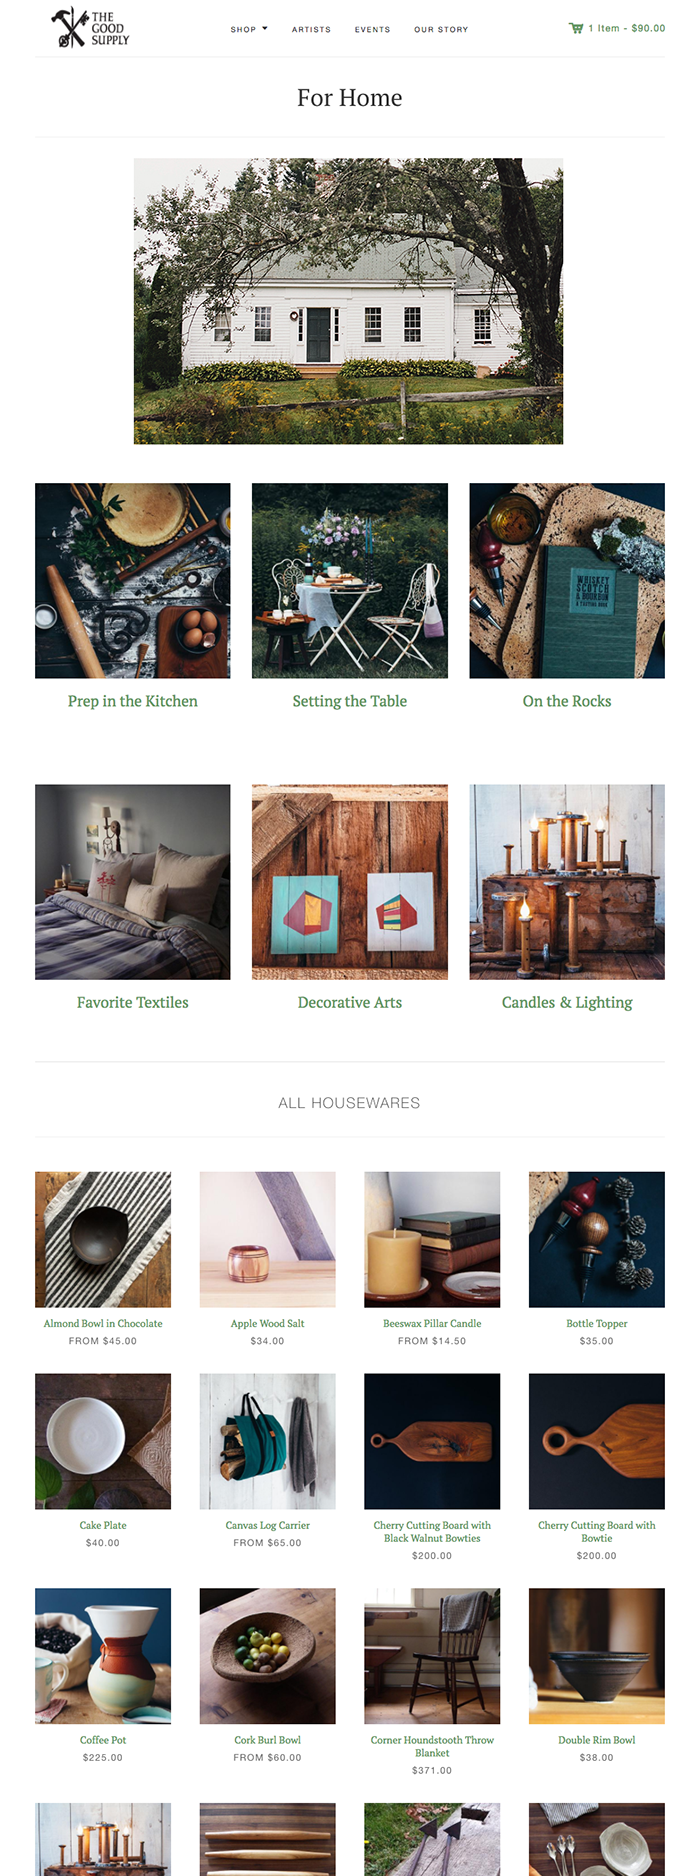 THE
GOOD
SUPPLY
SHOP ARTISTS EVENTS OUR STORY
1 Item - $90.00
For Home
WHISKEY
SCOTCH
& BOURBON
A TASTING BOOK
Prep in the Kitchen Setting the Table On the Rocks
Favorite Textiles Decorative Arts Candles & Lighting
ALL HOUSEWARES
Almond Bowl in Chocolate
FROM $45.00
Apple Wood Salt
$34.00
Beeswax Pillar Candle
FROM $14.50
Bottle Topper
$35.00
Cake Plate
$40.00
Canvas Log Carrier
FROM $65.00
Cherry Cutting Board with
Black Walnut Bowties
$200.00
Cherry Cutting Board with
Bowtie
$200.00
Coffee Pot
$225.00
Cork Burl Bowl
FROM $60.00
Corner Houndstooth Throw
Blanket
$371.00
Double Rim Bowl
$38.00